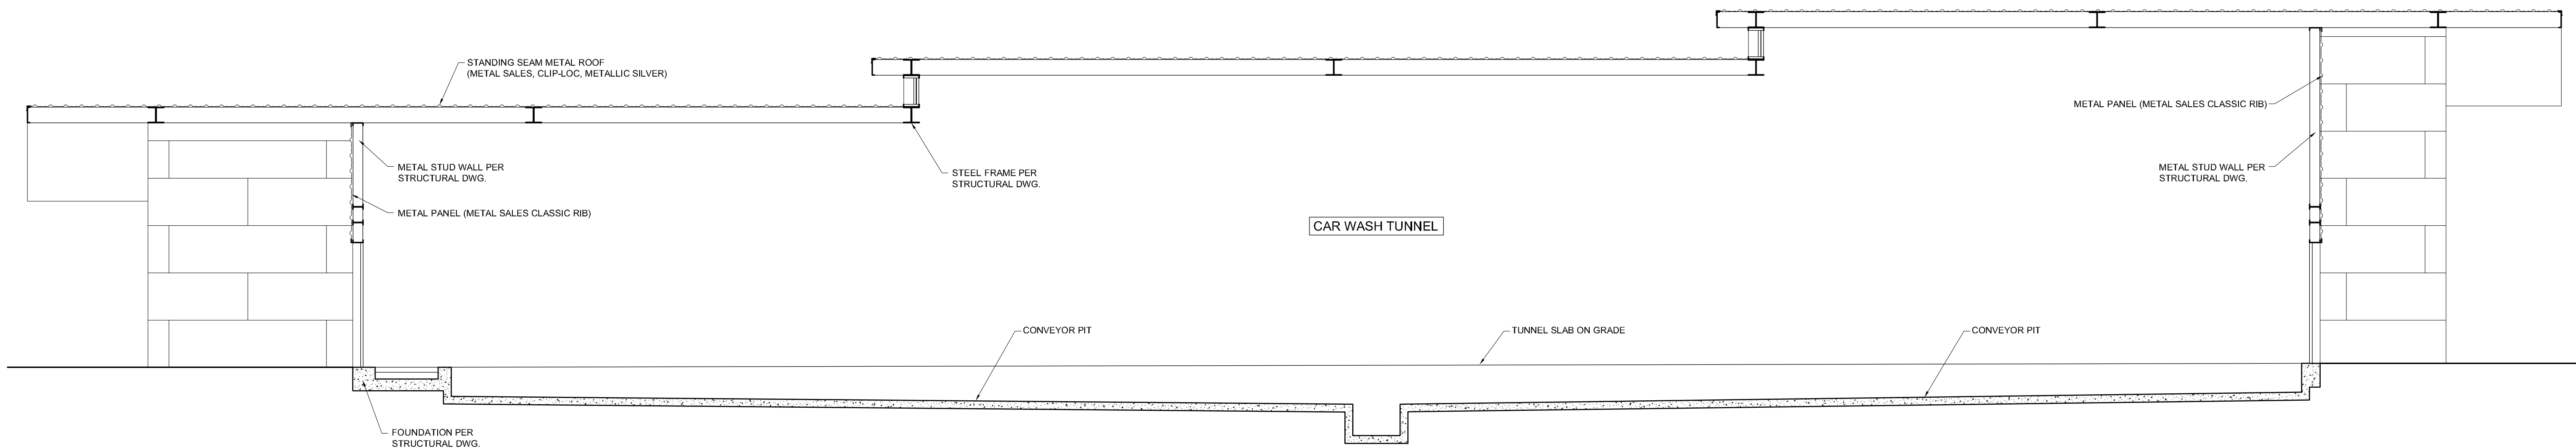 STANDING SEAM METAL ROOF
(METAL SALES, CLIP-LOC, METALLIC SILVER)
METAL PANEL (METAL SALES CLASSIC RIB)
METAL STUD WALL PER
STRUCTURAL DWG.
STEEL FRAME PER
STRUCTURAL DWG.
METAL STUD WALL PER
STRUCTURAL DWG.
METAL PANEL (METAL SALES CLASSIC RIB)
CAR WASH TUNNEL
CONVEYOR PIT
TUNNEL SLAB ON GRADE
CONVEYOR PIT
FOUNDATION PER
STRUCTURAL DWG.